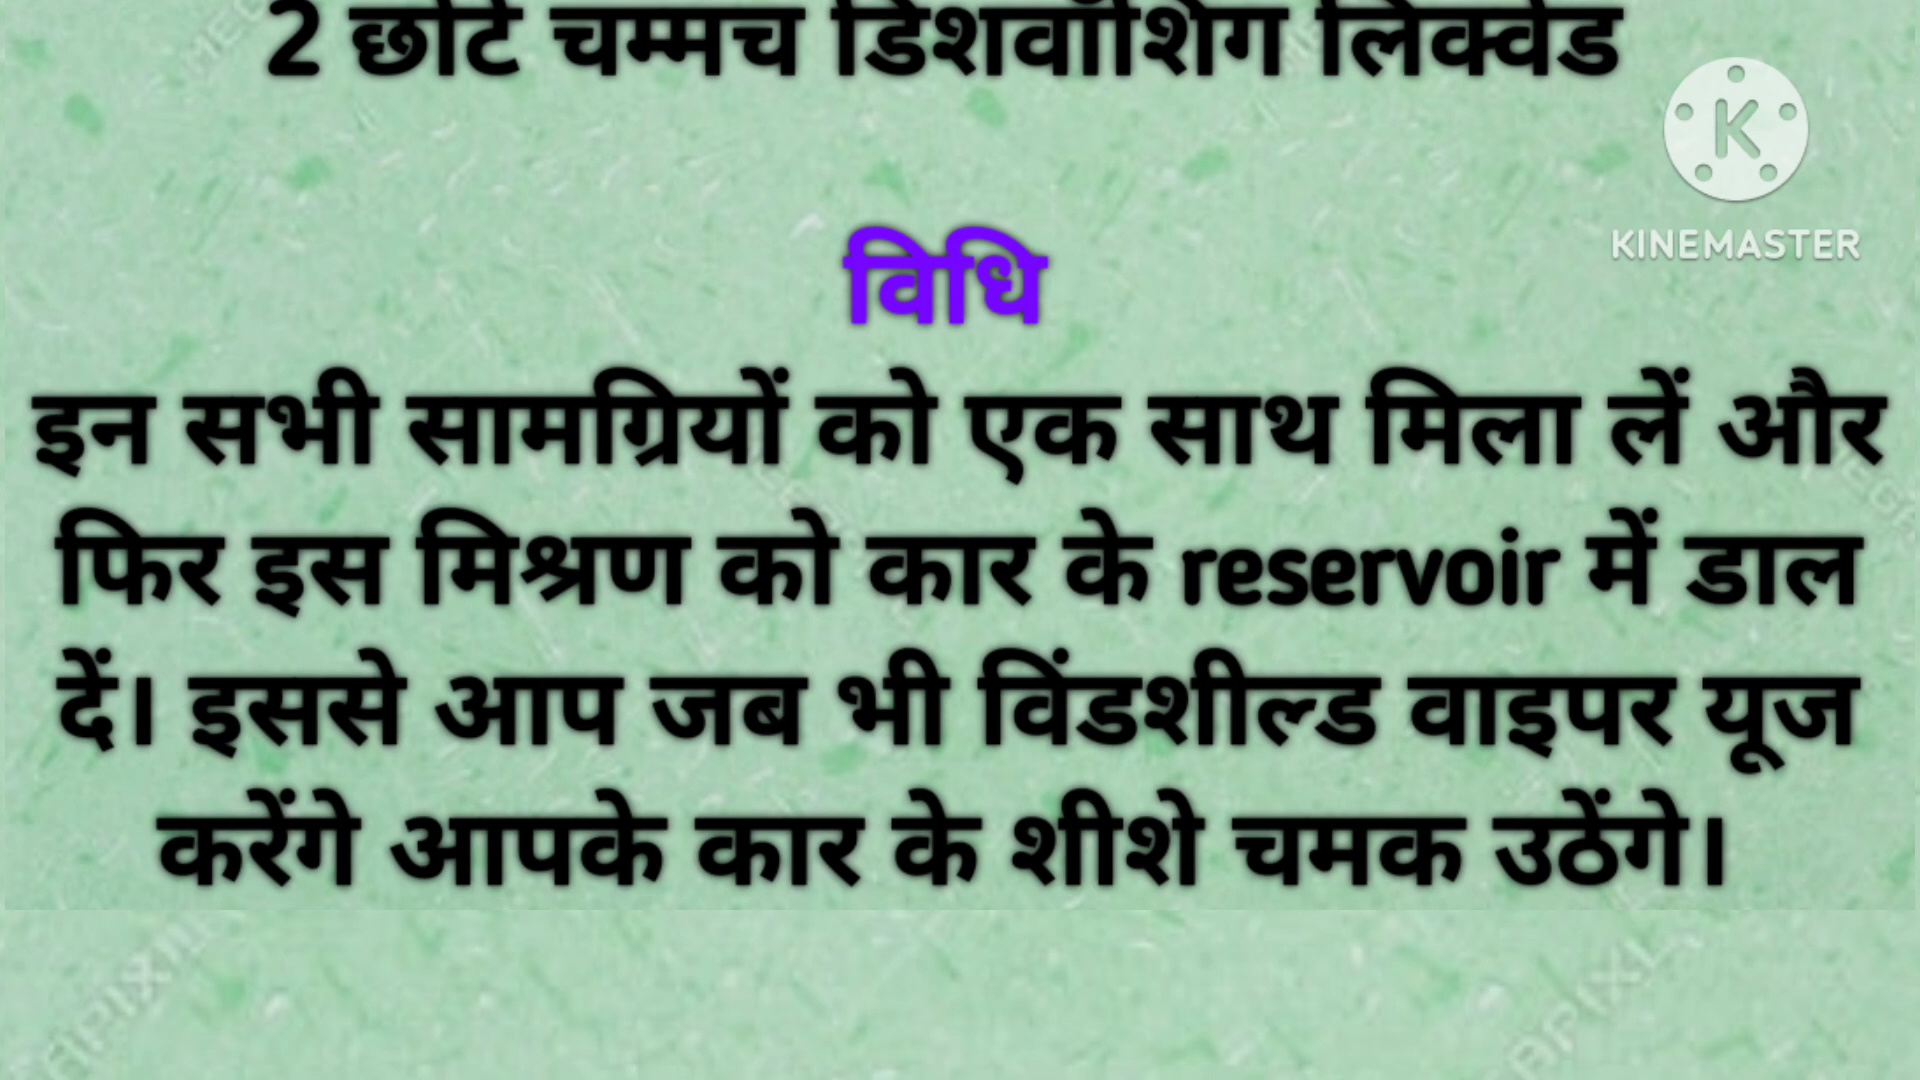 2 छोटे चम्मच डिशवॉशिंग लिक्वेड
K
KINEMASTER
विधि
इन सभी सामग्रियों को एक साथ मिला लें और
फिर इस मिश्रण को कार के reservoir में डाल
दें। इससे आप जब भी विंडशील्ड वाइपर यूज
करेंगे आपके कार के शीशे चमक उठेंगे।